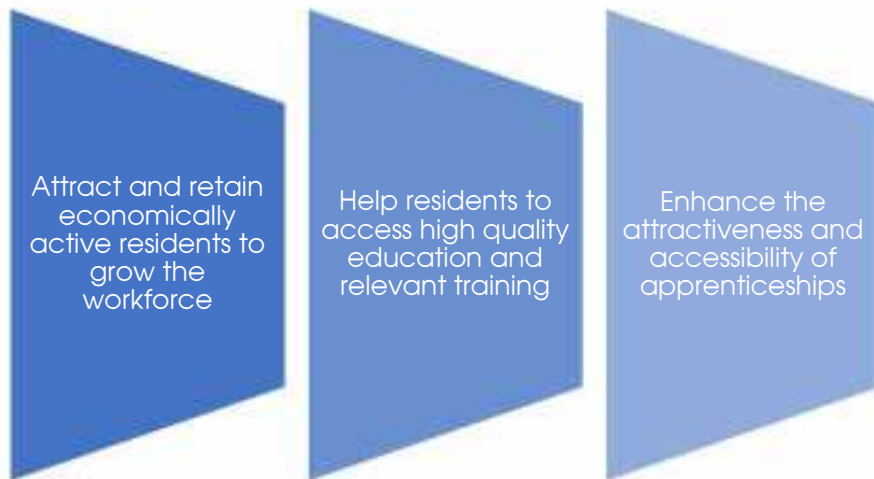 Attract and retain
economically
active residents to
grow the
workforce
Help residents to
access high quality
education and
relevant training
Enhance the
attractiveness and
accessibility of
apprenticeships